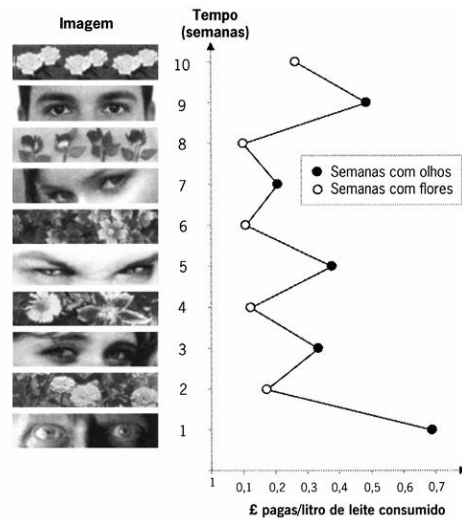 Imagem
Tempo
(semanas)
10
9
8
7
6
5
4
3
2
1
Semanas com olhos
Semanas com flores
1 0,1 0,2 0,3 0,4 0,5 0,6 0,7
£ pagas/litro de leite consumido